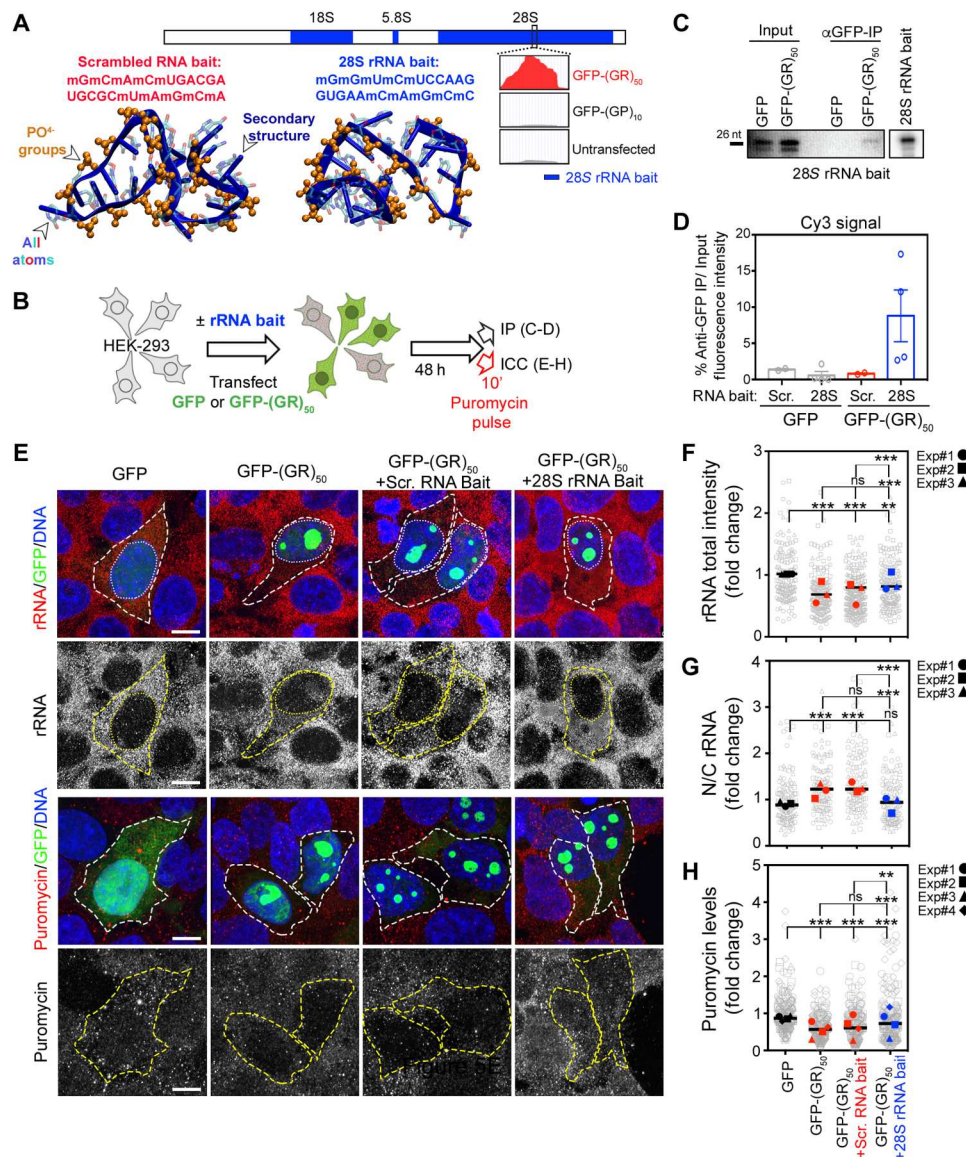 A
18S
5.8S
28S
Scrambled RNA bait:
mGmCmAmCmUGACGA
UGCGCmUmAmGmCmA
28S rRNA bait:
mGmGmUmCmUCCAAG
GUGAAmCmAmGmCmC
PO4-
groups
Secondary
structure
All
atoms
GFP-(GR)50
GFP-(GP)10
Untransfected
28S rRNA bait
B
HEK-293
± rRNA bait
Transfect
GFP or GFP-(GR)50
48 h
IP (C-D)
ICC (E-H)
10'
Puromycin
pulse
C
Input
αGFP-IP
GFP
GFP-(GR)50
GFP
GFP-(GR)50
28S rRNA bait
26 nt
28S rRNA bait
D
Cy3 signal
% Anti-GFP IP/ Input
fluorescence intensity
20
15
10
5
0
RNA bait:
Scr.
28S
Scr.
28S
GFP
GFP-(GR)50
E
GFP
GFP-(GR)50
GFP-(GR)50
+Scr. RNA Bait
GFP-(GR)50
+28S rRNA Bait
rRNA/GFP/DNA
rRNA
Puromycin/GFP/DNA
Puromycin
F
rRNA total intensity
(fold change)
3
2
1
0
***
ns
***
***
***
**
Exp#1
Exp#2
Exp#3
G
N/C rRNA
(fold change)
4
3
2
1
0
***
ns
***
***
***
ns
Exp#1
Exp#2
Exp#3
H
Puromycin levels
(fold change)
5
4
3
2
1
0
**
ns
***
***
***
***
Exp#1
Exp#2
Exp#3
Exp#4
GFP
GFP-(GR)50
GFP-(GR)50
+Scr. RNA bait
GFP-(GR)50
+28S rRNA bait